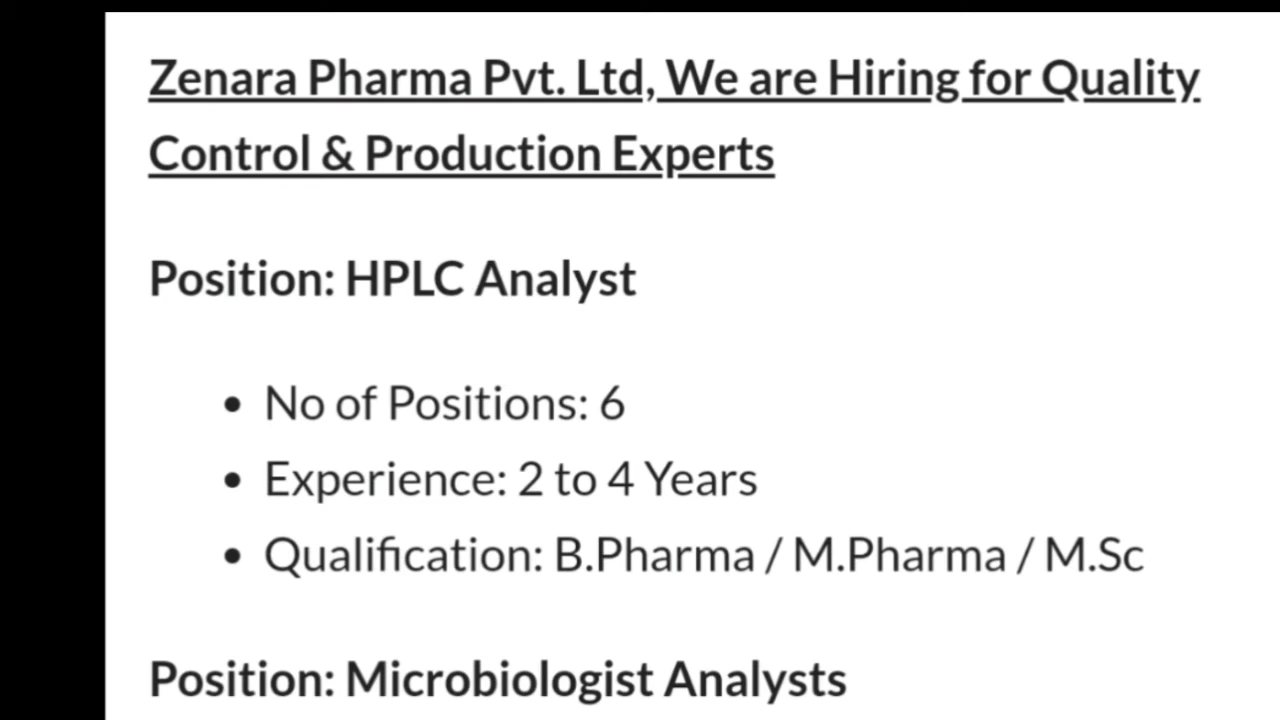 Zenara Pharma Pvt. Ltd, We are Hiring for Quality
Control & Production Experts
Position: HPLC Analyst
• No of Positions: 6
• Experience: 2 to 4 Years
• Qualification: B.Pharma / M.Pharma / M.Sc
Position: Microbiologist Analysts